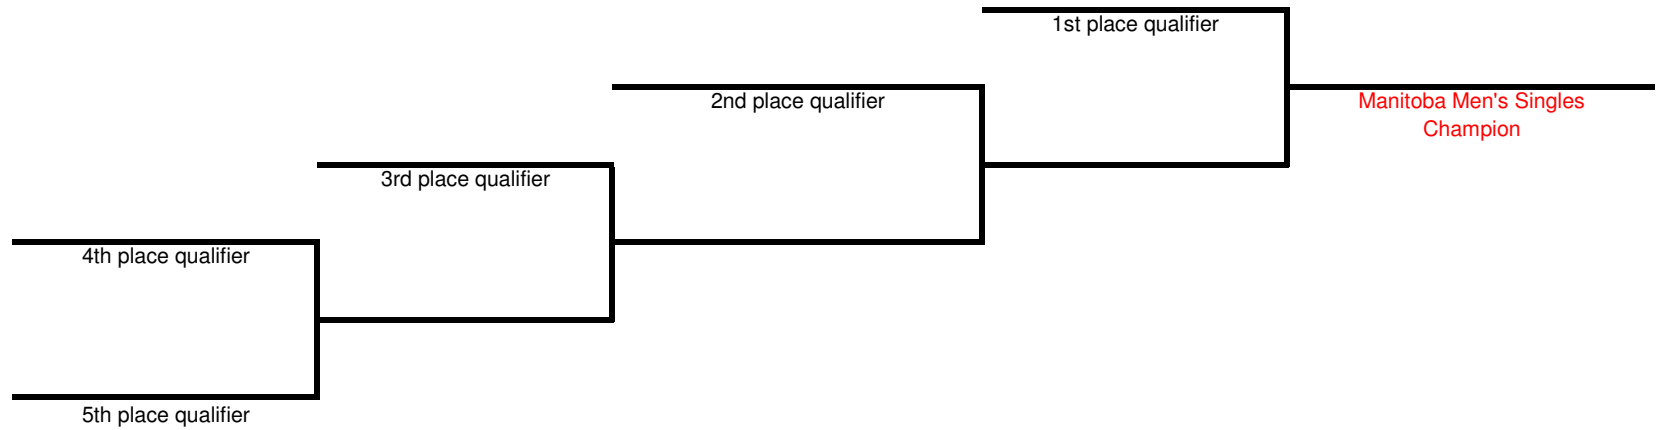 1st place qualifier
2nd place qualifier
Manitoba Men's Singles
Champion
3rd place qualifier
4th place qualifier
5th place qualifier